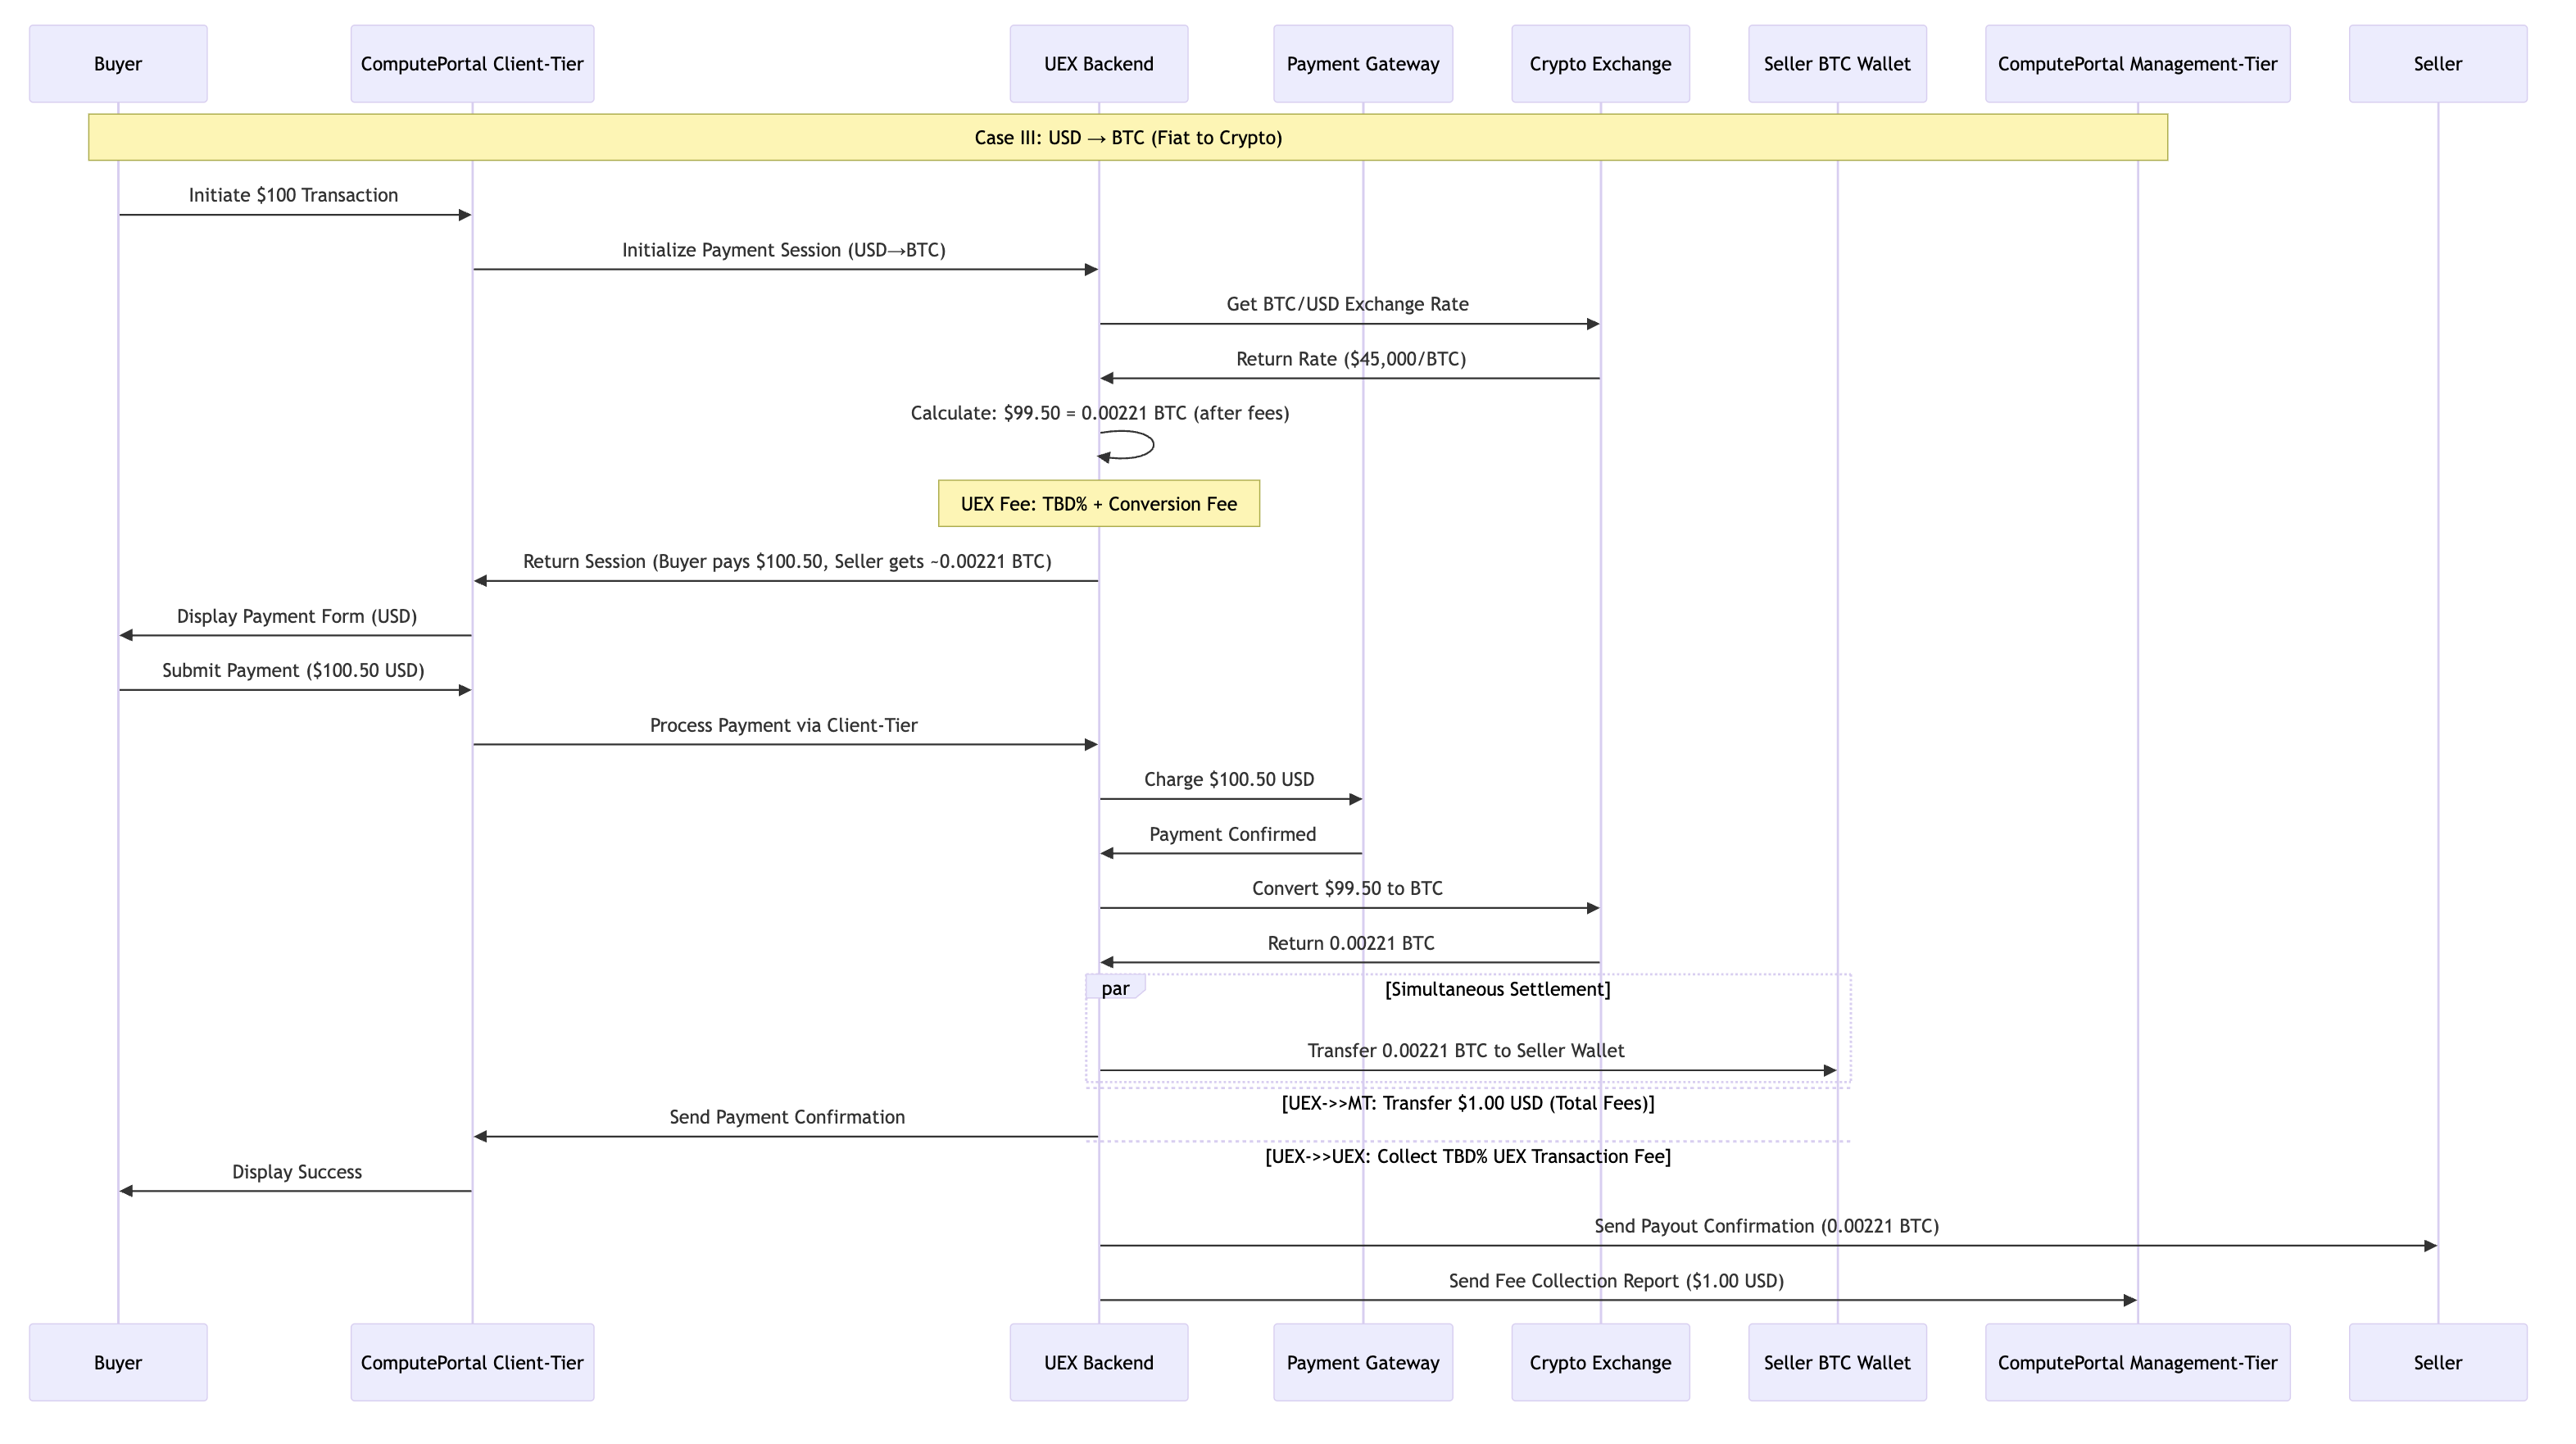 Buyer
ComputePortal Client-Tier
UEX Backend
Payment Gateway
Crypto Exchange
Seller BTC Wallet
ComputePortal Management-Tier
Seller
Case III: USD → BTC (Fiat to Crypto)
Initiate $100 Transaction
Initialize Payment Session (USD→BTC)
Get BTC/USD Exchange Rate
Return Rate ($45,000/BTC)
Calculate: $99.50 = 0.00221 BTC (after fees)
UEX Fee: TBD% + Conversion Fee
Return Session (Buyer pays $100.50, Seller gets ~0.00221 BTC)
Display Payment Form (USD)
Submit Payment ($100.50 USD)
Process Payment via Client-Tier
Charge $100.50 USD
Payment Confirmed
Convert $99.50 to BTC
Return 0.00221 BTC
par
[Simultaneous Settlement]
Transfer 0.00221 BTC to Seller Wallet
[UEX->>MT: Transfer $1.00 USD (Total Fees)]
Send Payment Confirmation
[UEX->>UEX: Collect TBD% UEX Transaction Fee]
Display Success
Send Payout Confirmation (0.00221 BTC)
Send Fee Collection Report ($1.00 USD)
Buyer
ComputePortal Client-Tier
UEX Backend
Payment Gateway
Crypto Exchange
Seller BTC Wallet
ComputePortal Management-Tier
Seller